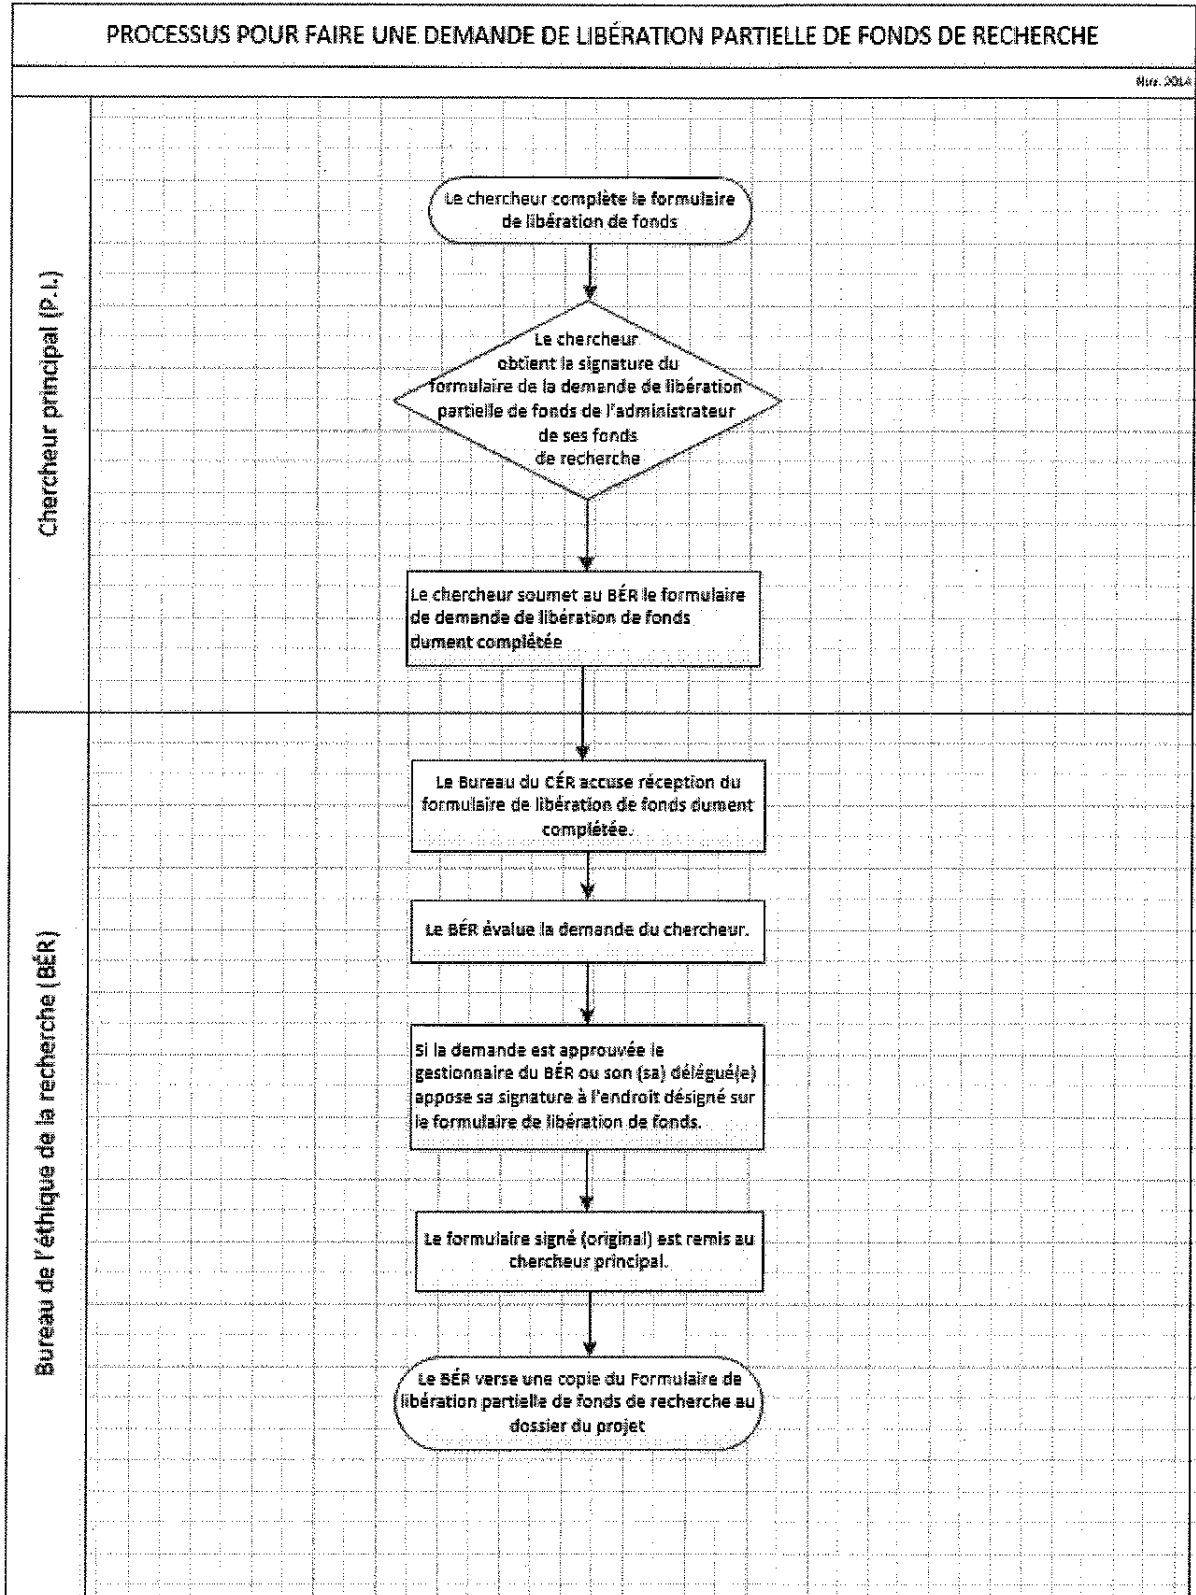 PROCESSUS POUR FAIRE UNE DEMANDE DE LIBÉRATION PARTIELLE DE FONDS DE RECHERCHE
2014
Chercheur principal (P.I.)
Le chercheur complète le formulaire
de libération de fonds
Le chercheur
obtient la signature du
formulaire de la demande de libération
partielle de fonds de l'administrateur
de ses fonds
de recherche
Le chercheur soumet au BÉR le formulaire
de demande de libération de fonds
dument complétée
Bureau de l'éthique de la recherche (BÉR)
Le Bureau du CÉR accuse réception du
formulaire de libération de fonds dument
complétée.
Le BÉR évalue la demande du chercheur.
Si la demande est approuvée le
gestionnaire du BÉR ou son (sa) délégué(e)
appose sa signature à l'endroit désigné sur
le formulaire de libération de fonds.
Le formulaire signé (original) est remis au
chercheur principal.
Le BÉR verse une copie du Formulaire de
libération partielle de fonds de recherche au
dossier du projet